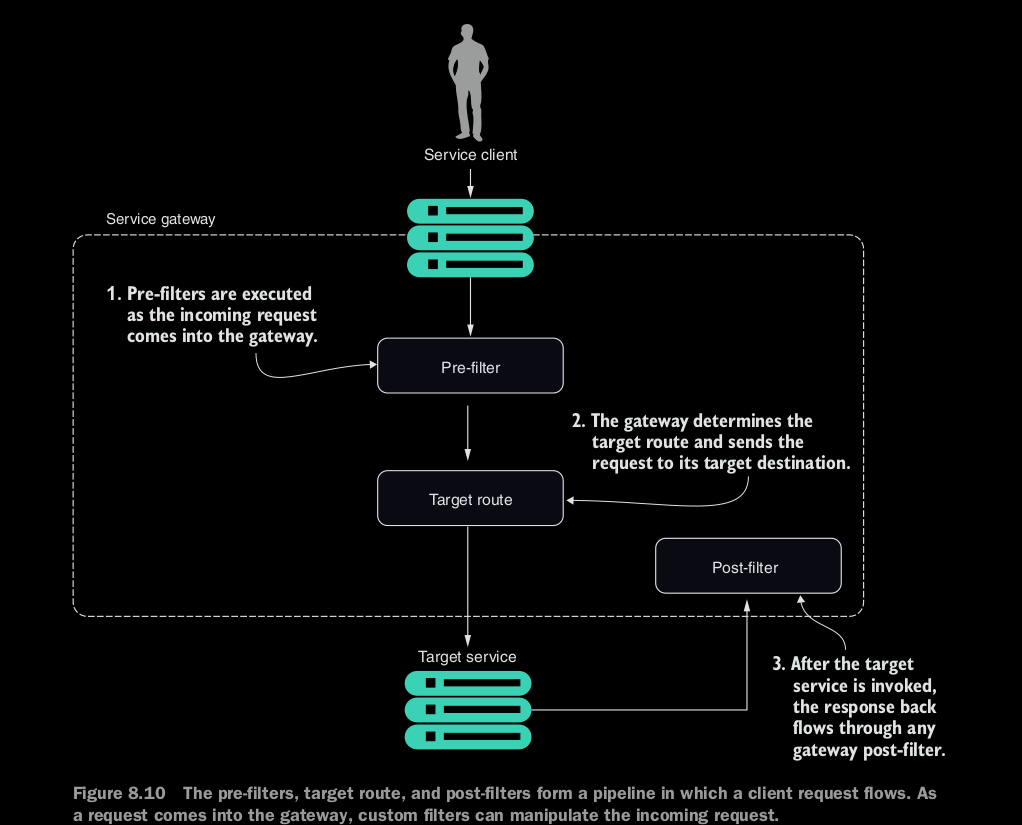 Service client
Service gateway
1. Pre-filters are executed
as the incoming request
comes into the gateway.
Pre-filter
2. The gateway determines the
target route and sends the
request to its target destination.
Target route
Post-filter
Target service
3. After the target
service is invoked,
the response back
flows through any
gateway post-filter.
Figure 8.10 The pre-filters, target route, and post-filters form a pipeline in which a client request flows. As
a request comes into the gateway, custom filters can manipulate the incoming request.